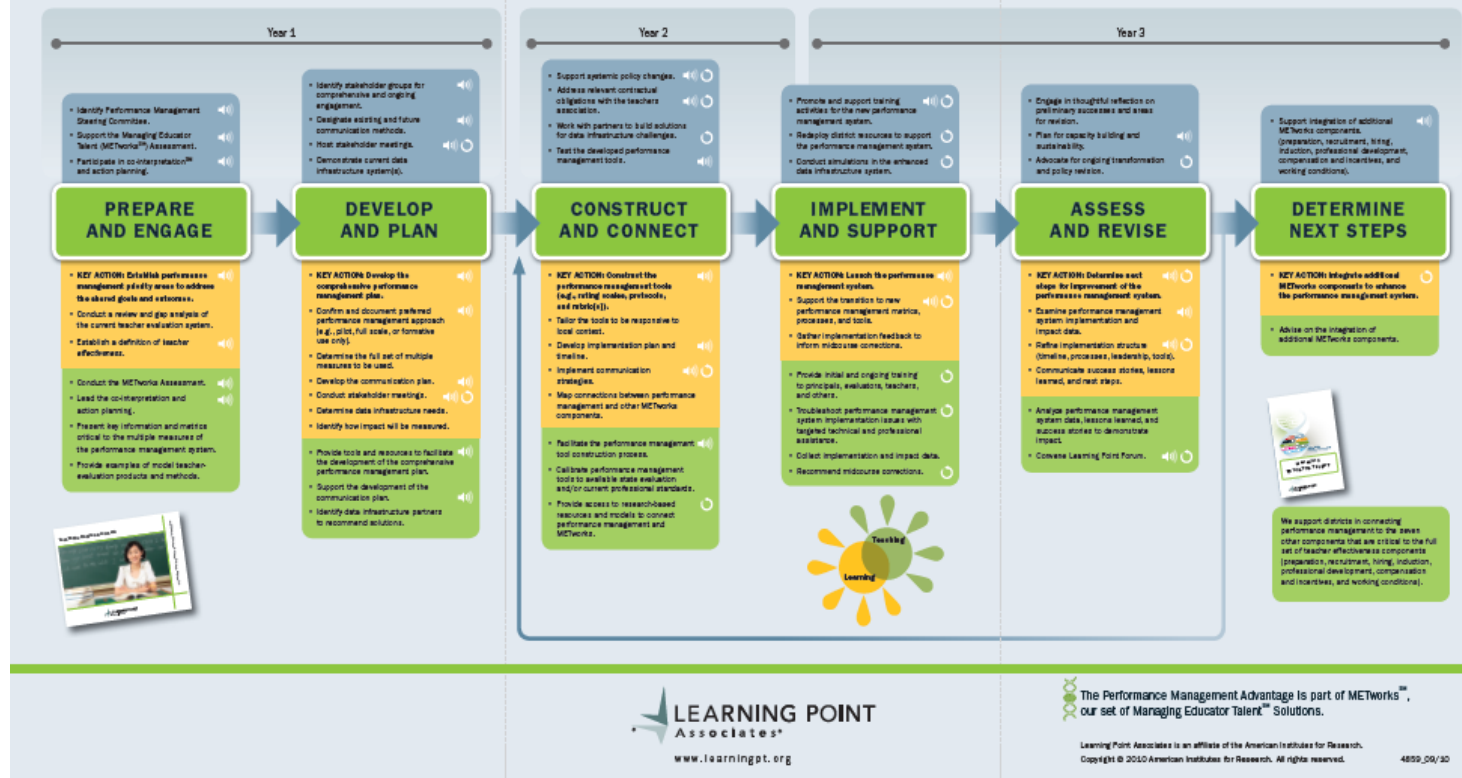 Year 1
Year 2
Year 3
• Identify Performance Management
Steering Committee.
• Support the Managing Educator
Talent (METworks℠) Assessment.
• Participate in co-interpretation℠
and action planning.
PREPARE
AND ENGAGE
• KEY ACTION: Establish performance
management priority areas to address
the shared goals and outcomes.
• Conduct a review and gap analysis of
the current teacher evaluation system.
• Establish a definition of teacher
effectiveness.
• Conduct the METworks Assessment.
• Lead the co-interpretation and
action planning.
• Present key information and metrics
critical to the multiple measures of
the performance management system.
• Provide examples of model teacher-
evaluation products and methods.
• Identify stakeholder groups for
comprehensive and ongoing
engagement.
• Designate existing and future
communication methods.
• Host stakeholder meetings.
• Demonstrate current data
infrastructure system(s).
DEVELOP
AND PLAN
• KEY ACTION: Develop the
comprehensive performance
management plan.
• Confirm and document preferred
performance management approach
(e.g., pilot, full scale, or formative
use only).
• Determine the full set of multiple
measures to be used.
• Develop the communication plan.
• Conduct stakeholder meetings.
• Determine data infrastructure needs.
• Identify how impact will be measured.
• Provide tools and resources to facilitate
the development of the comprehensive
performance management plan.
• Support the development of the
communication plan.
• Identify data infrastructure partners
to recommend solutions.
• Support systemic policy changes.
• Address relevant contractual
obligations with the teachers
association.
• Work with partners to build solutions
for data infrastructure challenges.
• Test the developed performance
management tools.
CONSTRUCT
AND CONNECT
• KEY ACTION: Construct the
performance management tools
(e.g., rating scales, protocols,
and rubric[s]).
• Tailor the tools to be responsive to
local context.
• Develop implementation plan and
timeline.
• Implement communication
strategies.
• Map connections between performance
management and other METworks
components.
• Facilitate the performance management
tool construction process.
• Calibrate performance management
tools to available state evaluation
and/or current professional standards.
• Provide access to research-based
resources and models to connect
performance management and
METworks.
• Promote and support training
activities for the new performance
management system.
• Redeploy district resources to support
the performance management system.
• Conduct simulations in the enhanced
data infrastructure system.
IMPLEMENT
AND SUPPORT
• KEY ACTION: Launch the performance
management system.
• Support the transition to new
performance management metrics,
processes, and tools.
• Gather implementation feedback to
inform midcourse corrections.
• Provide initial and ongoing training
to principals, evaluators, teachers,
and others.
• Troubleshoot performance management
system implementation issues with
targeted technical and professional
assistance.
• Collect implementation and impact data.
• Recommend midcourse corrections.
Teaching
Learning
• Engage in thoughtful reflection on
preliminary successes and areas
for revision.
• Plan for capacity building and
sustainability.
• Advocate for ongoing transformation
and policy revision.
ASSESS
AND REVISE
• KEY ACTION: Determine next
steps for improvement of the
performance management system.
• Examine performance management
system implementation and
impact data.
• Refine implementation structure
(timeline, processes, leadership, tools).
• Communicate success stories, lessons
learned, and next steps.
• Analyze performance management
system data, lessons learned, and
success stories to demonstrate
impact.
• Convene Learning Point Forum.
• Support integration of additional
METworks components.
(preparation, recruitment, hiring,
induction, professional development,
compensation and incentives, and
working conditions).
DETERMINE
NEXT STEPS
• KEY ACTION: Integrate additional
METworks components to enhance
the performance management system.
• Advise on the integration of
additional METworks components.
We support districts in connecting
performance management to the seven
other components that are critical to the full
set of teacher effectiveness components
(preparation, recruitment, hiring, induction,
professional development, compensation
and incentives, and working conditions).
LEARNING POINT
Associates
www.learningpt.org
The Performance Management Advantage is part of METworks℠,
our set of Managing Educator Talent℠ Solutions.
Learning Point Associates is an affiliate of the American Institutes for Research.
Copyright © 2010 American Institutes for Research. All rights reserved.
4859_09/10